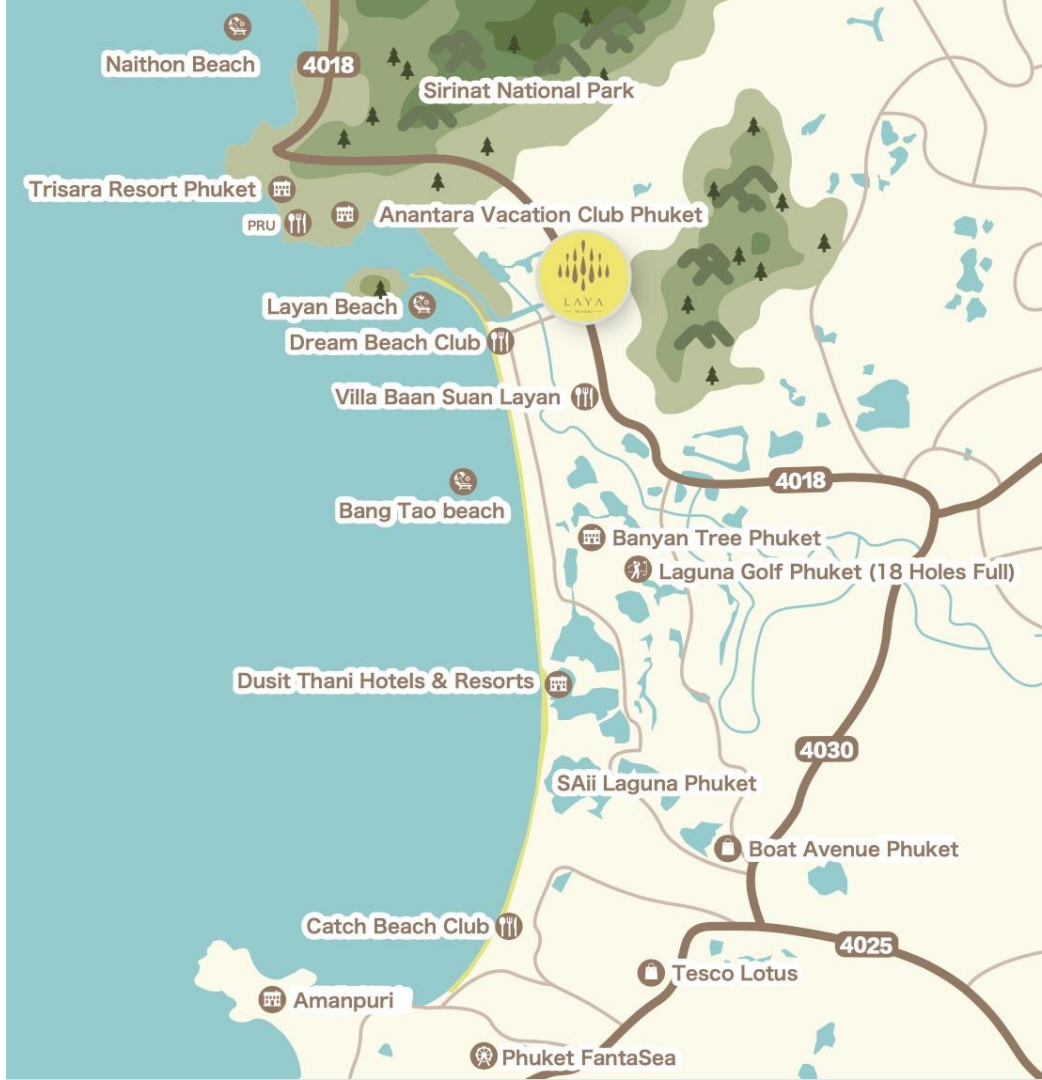 Naithon Beach
4018
Sirinat National Park
Trisara Resort Phuket
PRU
Anantara Vacation Club Phuket
LAYA
Layan Beach
Dream Beach Club
Villa Baan Suan Layan
4018
Bang Tao beach
Banyan Tree Phuket
Laguna Golf Phuket (18 Holes Full)
Dusit Thani Hotels & Resorts
4030
SAii Laguna Phuket
Boat Avenue Phuket
Catch Beach Club
4025
Tesco Lotus
Amanpuri
Phuket FantaSea